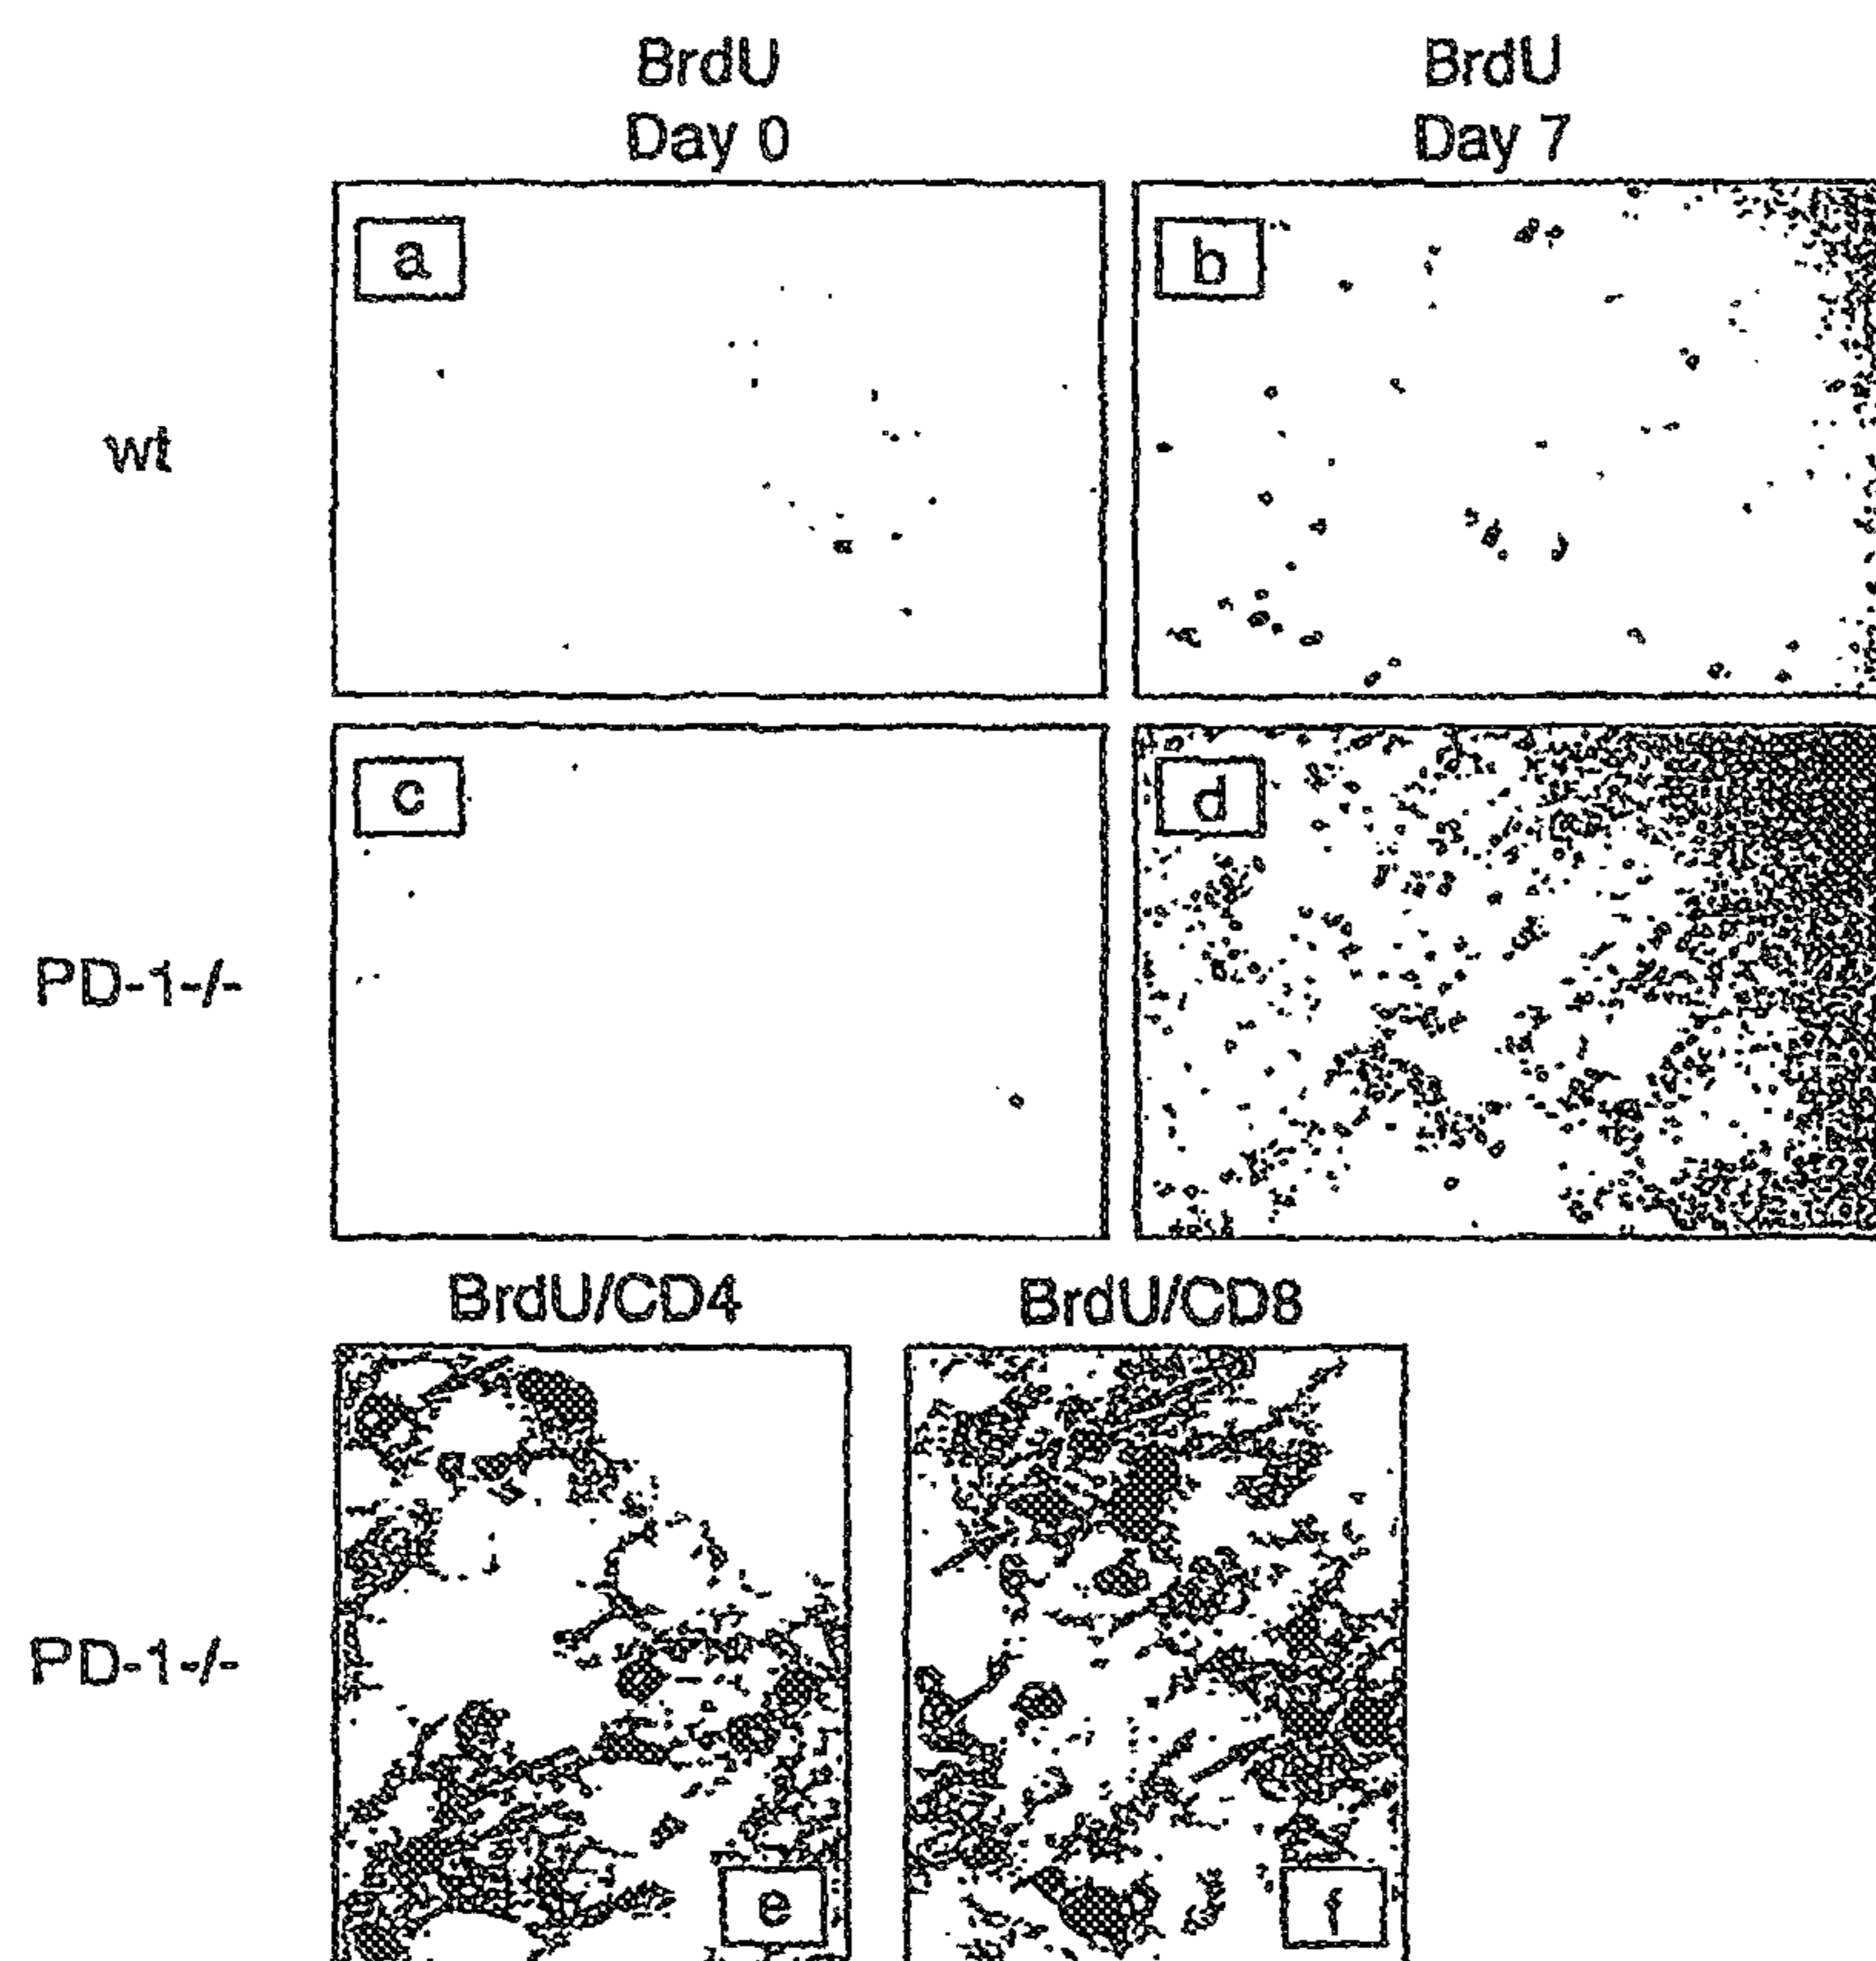 BrdU
Day 0
BrdU
Day 7
wt
a
b
PD-1-/-
c
d
BrdU/CD4
BrdU/CD8
PD-1-/-
e
f